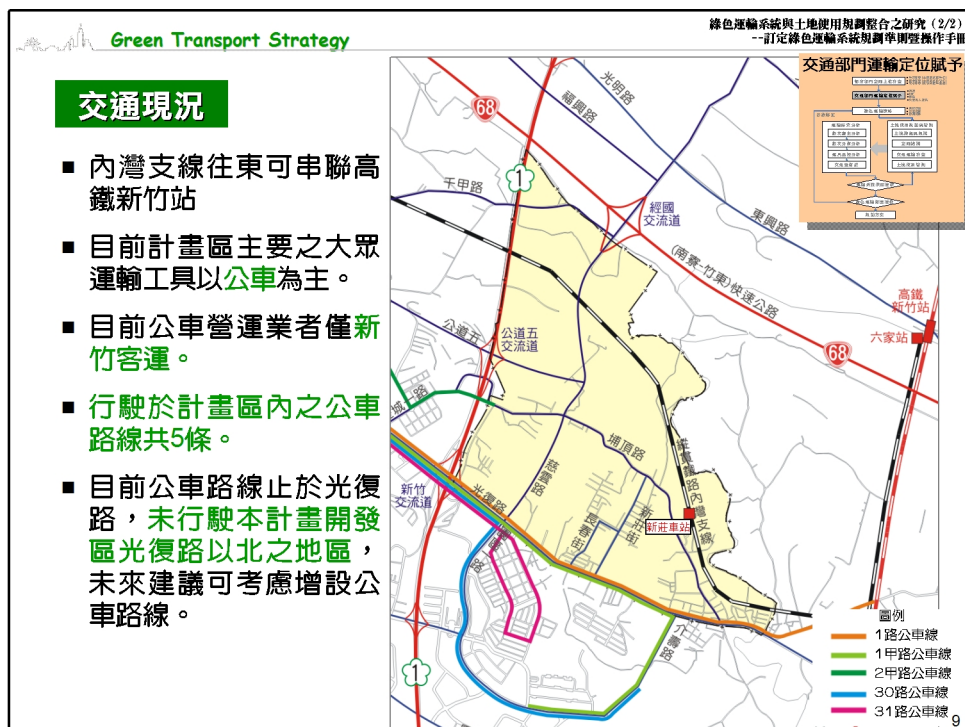 Green Transport Strategy
綠色運輸系統與土地使用規劃整合之研究 (2/2)
--訂定綠色運輸系統規劃準則暨操作手冊
交通部門運輸定位賦予
交通現況
■ 內灣支線往東可串聯高
鐵新竹站
■ 目前計畫區主要之大眾
運輸工具以公車為主。
■ 目前公車營運業者僅新
竹客運。
■ 行駛於計畫區內之公車
路線共5條。
■ 目前公車路線止於光復
路，未行駛本計畫開發
區光復路以北之地區，
未來建議可考慮增設公
車路線。
光明路
福興路
68
1
千甲路
經國
交流道
東興路
(南寮-竹東)快速公路
高鐵
新竹站
六家站
公道五
公道五
交流道
68
城一路
埔頂路
慈雲路
縱貫鐵路內灣支線
新竹
交流道
光復路
長春街
新莊街
新莊車站
介壽路
1
圖例
1路公車線
1甲路公車線
2甲路公車線
30路公車線
31路公車線
9